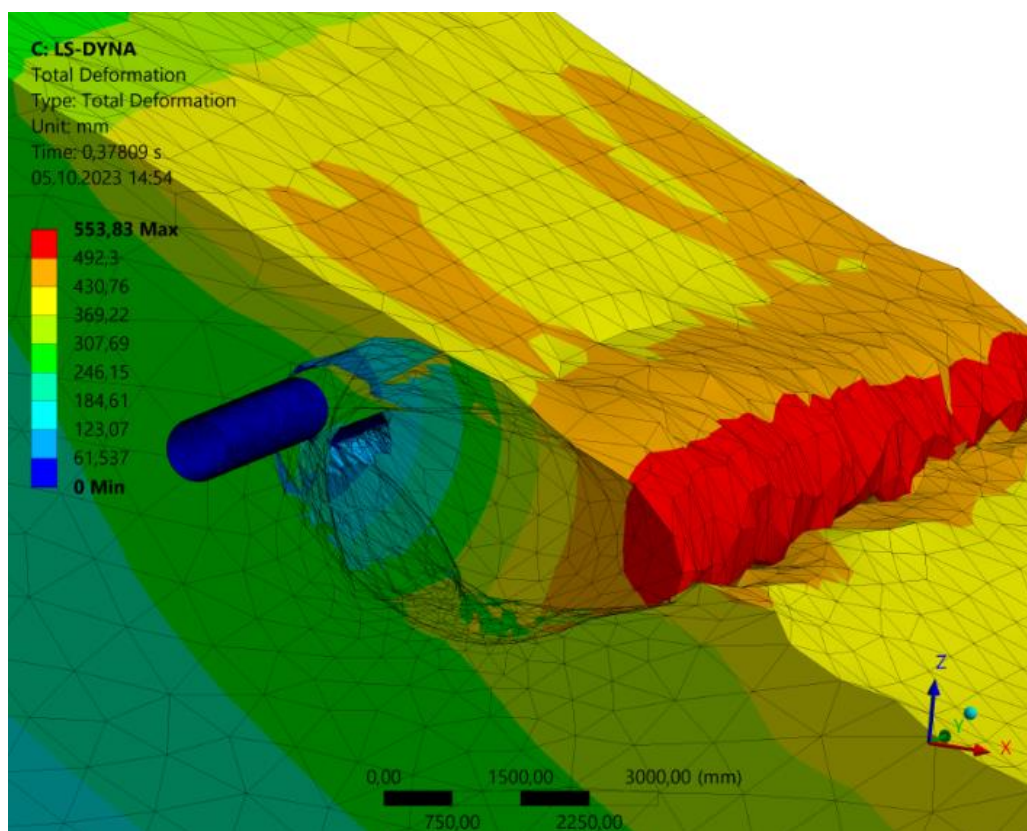 C: LS-DYNA
Total Deformation
Type: Total Deformation
Unit: mm
Time: 0,37809 s
05.10.2023 14:54
553,83 Max
492,3
430,76
369,22
307,69
246,15
184,61
123,07
61,537
0 Min
Z
Y
X
0,00 1500,00 3000,00 (mm)
750,00 2250,00